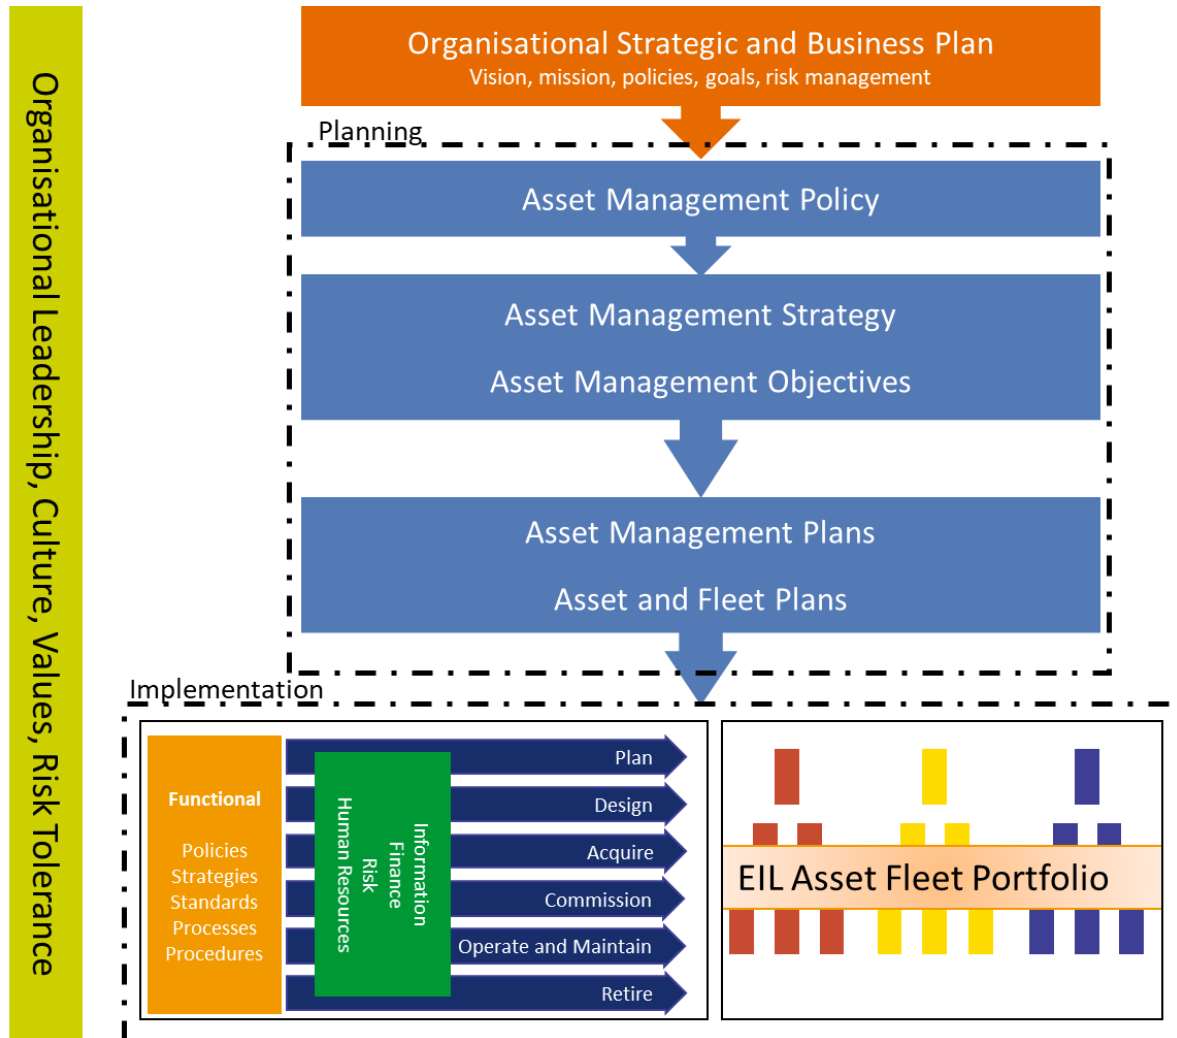 Organisational Leadership, Culture, Values, Risk Tolerance
Organisational Strategic and Business Plan
Vision, mission, policies, goals, risk management
Planning
Asset Management Policy
Asset Management Strategy
Asset Management Objectives
Asset Management Plans
Asset and Fleet Plans
Implementation
Functional
Policies
Strategies
Standards
Processes
Procedures
Information
Finance
Risk
Human Resources
Plan
Design
Acquire
Commission
Operate and Maintain
Retire
EIL Asset Fleet Portfolio